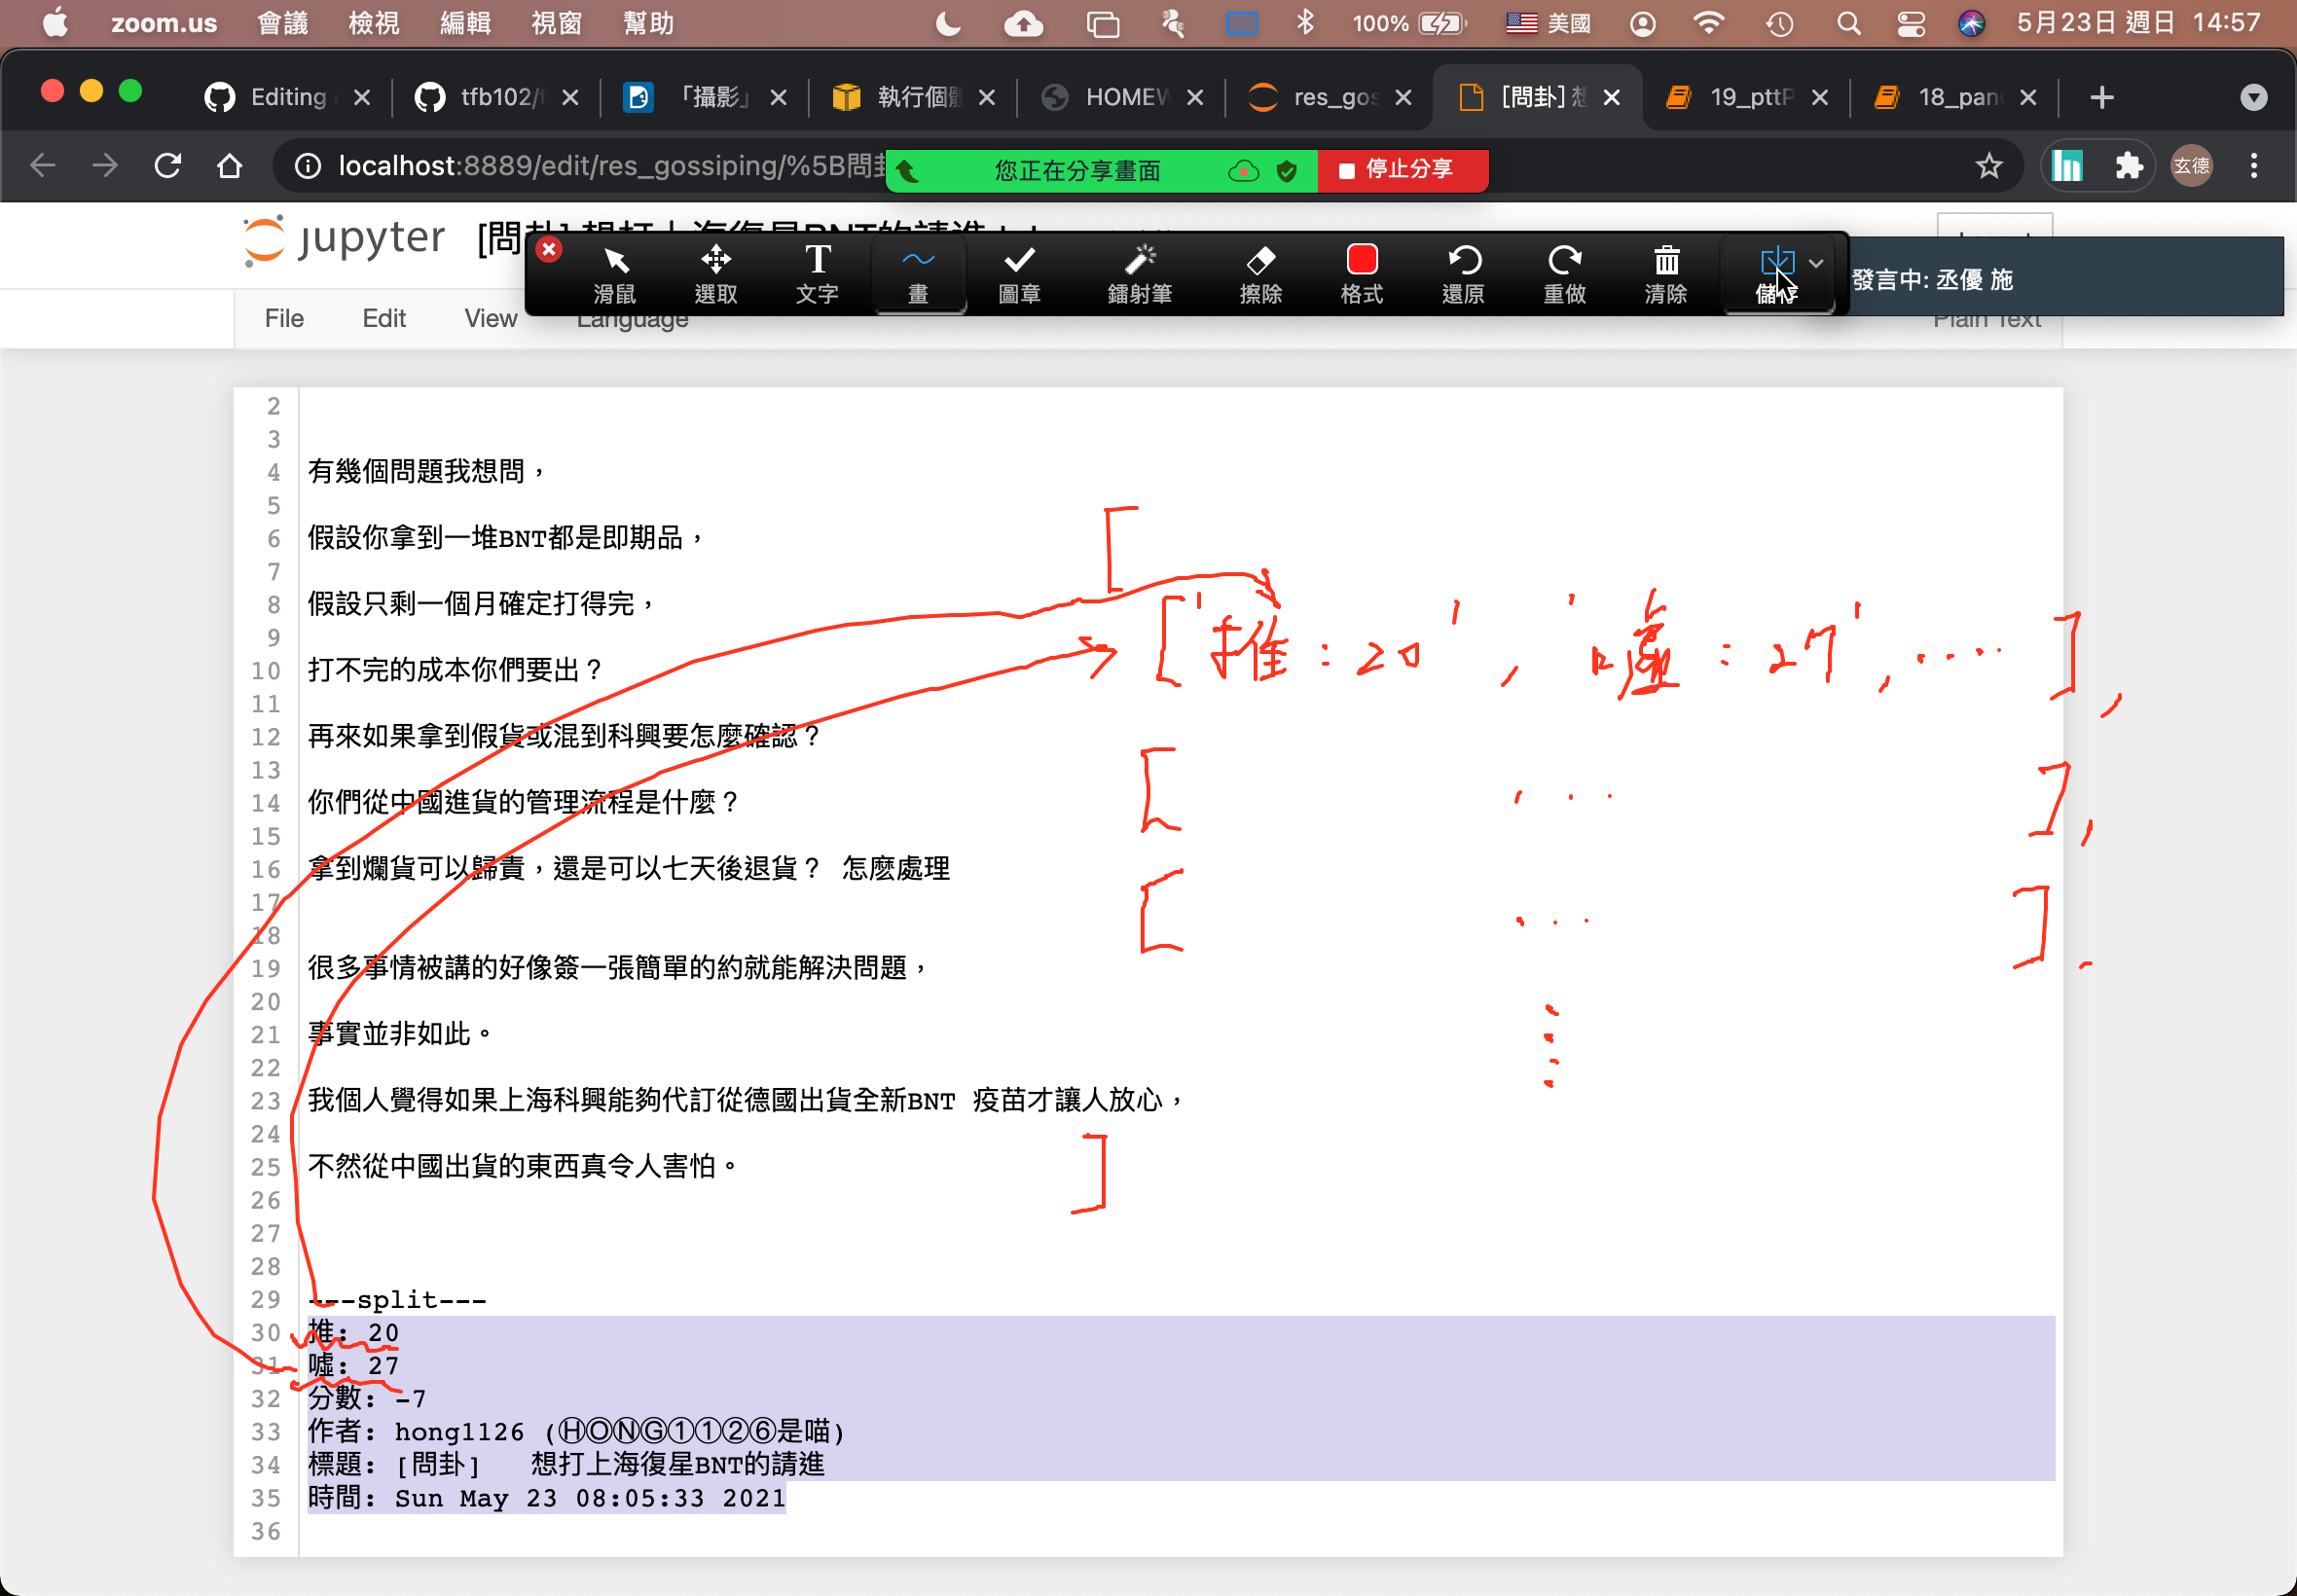 zoom.us 會議 檢視 編輯 視窗 幫助 100% 美國 5月23日 週日 14:57
Editing tfb102/t 「攝影」 執行個體 HOMEW res_gos [問卦] 想 19_pttP 18_pan
localhost:8889/edit/res_gossiping/%5B問卦
您正在分享畫面 停止分享
玄德
jupyter [問卦] 想打上海復星BNT的請進.txt
滑鼠 選取 文字 畫 圖章 鐳射筆 擦除 格式 還原 重做 清除 儲存
發言中: 丞優 施
File Edit View Language Plain Text
2
3
4 有幾個問題我想問，
5
6 假設你拿到一堆BNT都是即期品，
[
7
8 假設只剩一個月確定打得完，
9
['推:20', '噓:27', ....],
10 打不完的成本你們要出？
11
12 再來如果拿到假貨或混到科興要怎麼確認？
13
14 你們從中國進貨的管理流程是什麼？
[ ... ],
15
16 拿到爛貨可以歸責，還是可以七天後退貨？ 怎麼處理
17
[ ... ].
18
19 很多事情被講的好像簽一張簡單的約就能解決問題，
20
21 事實並非如此。
22
23 我個人覺得如果上海科興能夠代訂從德國出貨全新BNT 疫苗才讓人放心，
24
25 不然從中國出貨的東西真令人害怕。
]
26
27
28
29 ---split---
30 推: 20
31 噓: 27
32 分數: -7
33 作者: hong1126 (ⒽⓄⓃⒼ①①②⑥是喵)
34 標題: [問卦] 想打上海復星BNT的請進
35 時間: Sun May 23 08:05:33 2021
36